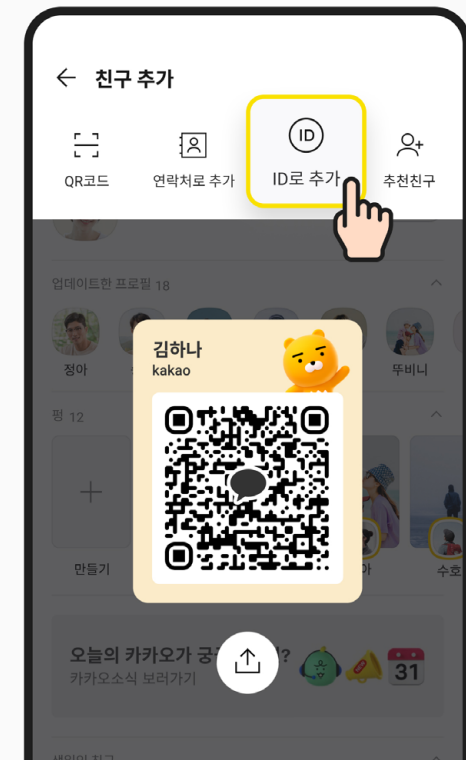 친구 추가
QR코드
연락처로 추가
ID
ID로 추가
추천친구
업데이트한 프로필 18
정아
뚜비니
펑 12
김하나
kakao
만들기
수호
오늘의 카카오가
카카오소식 보러가기
31